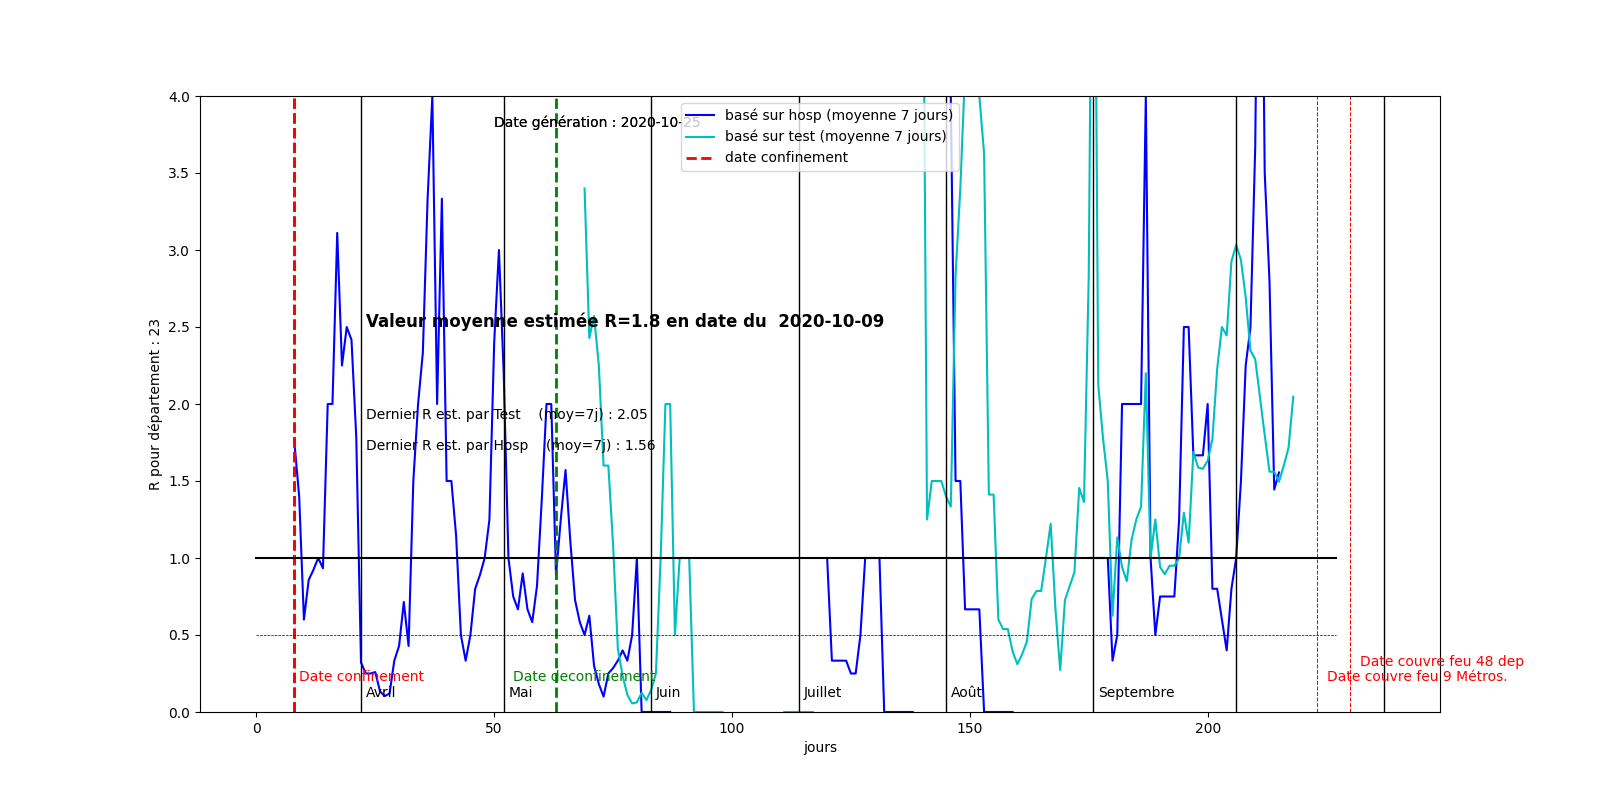 4.0
Date génération : 2020-10-25
basé sur hosp (moyenne 7 jours)
basé sur test (moyenne 7 jours)
date confinement
3.5
3.0
2.5
Valeur moyenne estimée R=1.8 en date du  2020-10-09
2.0
Dernier R est. par Test    (moy=7j) : 2.05
Dernier R est. par Hosp    (moy=7j) : 1.56
1.5
1.0
0.5
0.0
R pour département : 23
Date couvre feu 48 dep
Date confinement
Date deconfinement
Date couvre feu 9 Métros.
Avril
Mai
Juin
Juillet
Août
Septembre
0
50
100
150
200
jours